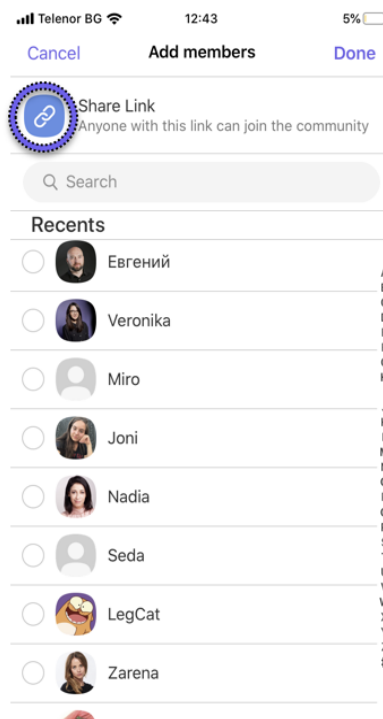 Telenor BG 12:43 5%
Cancel Add members Done
Share Link
Anyone with this link can join the community
Search
Recents
Евгений
Veronika
Miro
Joni
Nadia
Seda
LegCat
Zarena